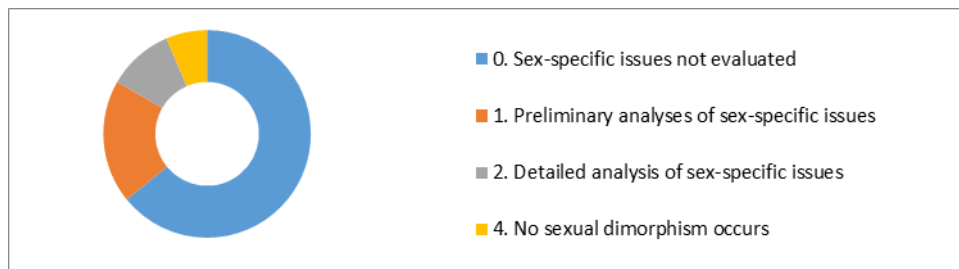 0. Sex-specific issues not evaluated
1. Preliminary analyses of sex-specific issues
2. Detailed analysis of sex-specific issues
4. No sexual dimorphism occurs